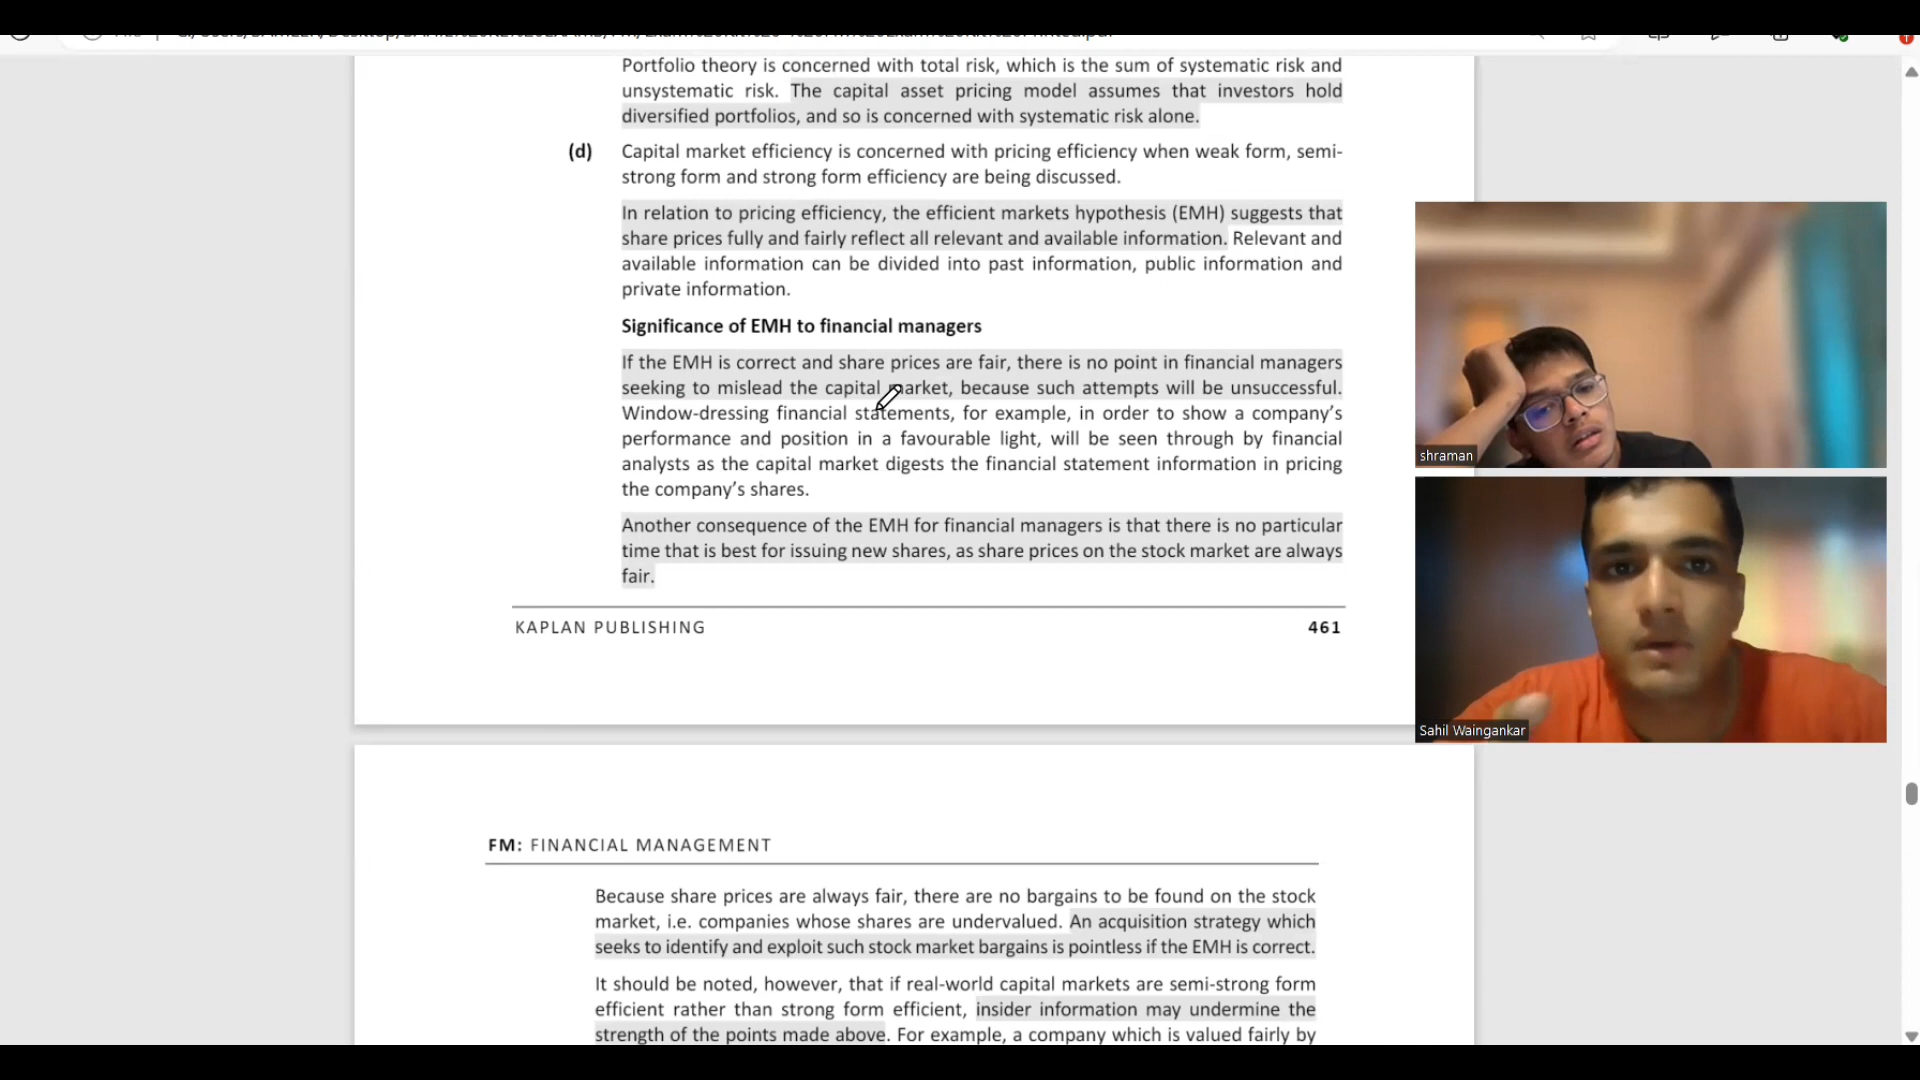 Portfolio theory is concerned with total risk, which is the sum of systematic risk and
unsystematic risk. The capital asset pricing model assumes that investors hold
diversified portfolios, and so is concerned with systematic risk alone.
(d) Capital market efficiency is concerned with pricing efficiency when weak form, semi-
strong form and strong form efficiency are being discussed.
In relation to pricing efficiency, the efficient markets hypothesis (EMH) suggests that
share prices fully and fairly reflect all relevant and available information. Relevant and
available information can be divided into past information, public information and
private information.
Significance of EMH to financial managers
If the EMH is correct and share prices are fair, there is no point in financial managers
seeking to mislead the capital market, because such attempts will be unsuccessful.
Window-dressing financial statements, for example, in order to show a company's
performance and position in a favourable light, will be seen through by financial
analysts as the capital market digests the financial statement information in pricing
the company's shares.
Another consequence of the EMH for financial managers is that there is no particular
time that is best for issuing new shares, as share prices on the stock market are always
fair.
KAPLAN PUBLISHING 461
shraman
Sahil Waingankar
FM: FINANCIAL MANAGEMENT
Because share prices are always fair, there are no bargains to be found on the stock
market, i.e. companies whose shares are undervalued. An acquisition strategy which
seeks to identify and exploit such stock market bargains is pointless if the EMH is correct.
It should be noted, however, that if real-world capital markets are semi-strong form
efficient rather than strong form efficient, insider information may undermine the
strength of the points made above. For example, a company which is valued fairly by